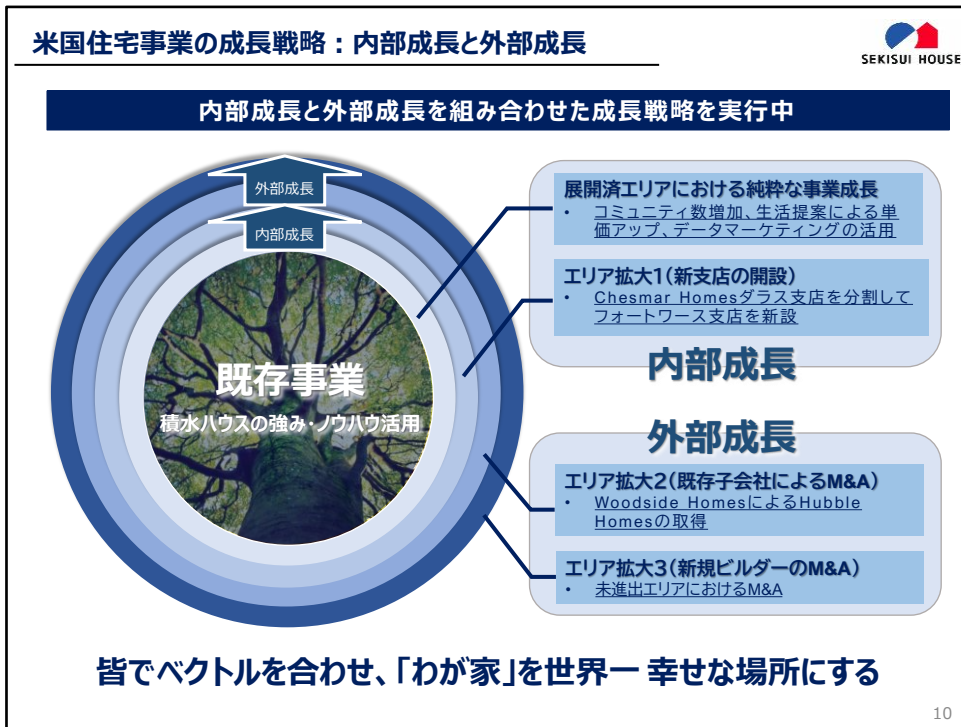 米国住宅事業の成長戦略：内部成長と外部成長
SEKISUI HOUSE
内部成長と外部成長を組み合わせた成長戦略を実行中
外部成長
内部成長
既存事業
積水ハウスの強み・ノウハウ活用
展開済エリアにおける純粋な事業成長
• コミュニティ数増加、生活提案による単
価アップ、データマーケティングの活用
エリア拡大1（新支店の開設）
• Chesmar Homesダラス支店を分割して
フォートワース支店を新設
内部成長
外部成長
エリア拡大2（既存子会社によるM&A）
• Woodside HomesによるHubble
Homesの取得
エリア拡大3（新規ビルダーのM&A）
• 未進出エリアにおけるM&A
皆でベクトルを合わせ、「わが家」を世界一 幸せな場所にする
10